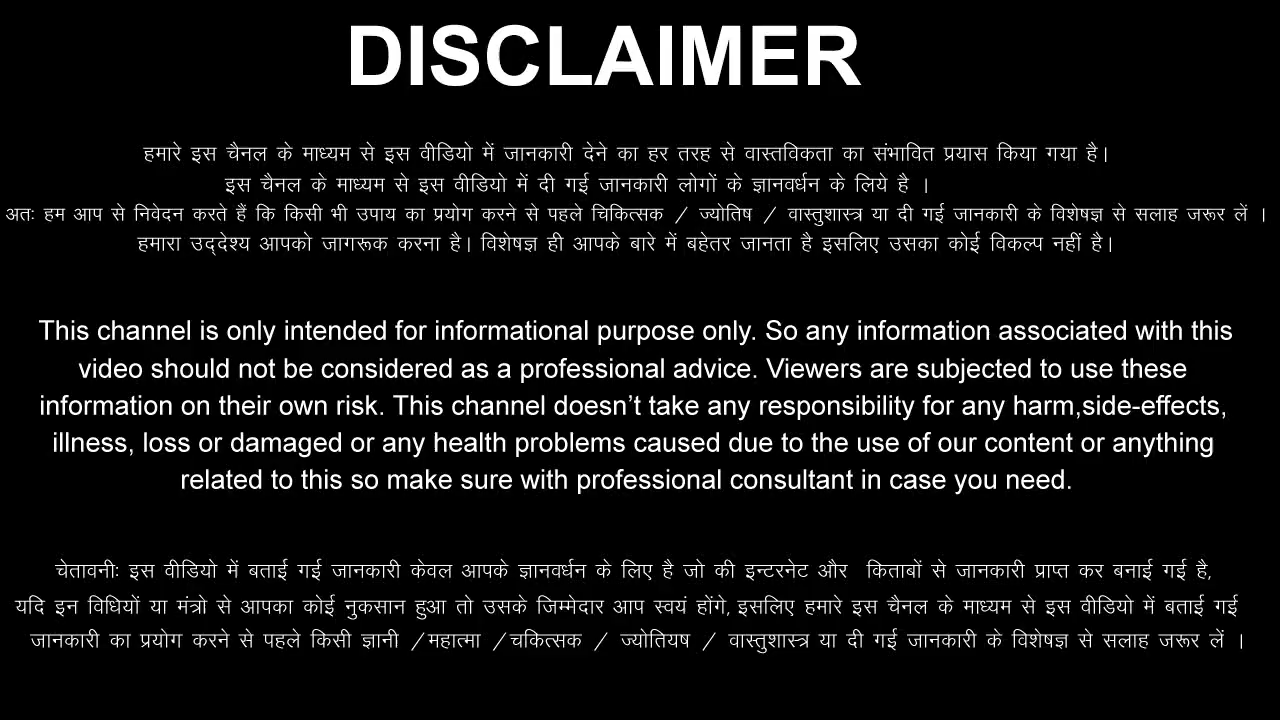 DISCLAIMER
हमारे इस चैनल के माध्यम से इस वीडियो में जानकारी देने का हर तरह से वास्तविकता का संभावित प्रयास किया गया है।
इस चैनल के माध्यम से इस वीडियो में दी गई जानकारी लोगों के ज्ञानवर्धन के लिये है ।
अतः हम आप से निवेदन करते हैं कि किसी भी उपाय का प्रयोग करने से पहले चिकित्सक / ज्योतिष / वास्तुशास्त्र या दी गई जानकारी के विशेषज्ञ से सलाह जरूर लें ।
हमारा उद्देश्य आपको जागरूक करना है। विशेषज्ञ ही आपके बारे में बहेतर जानता है इसलिए उसका कोई विकल्प नहीं है।
This channel is only intended for informational purpose only. So any information associated with this
video should not be considered as a professional advice. Viewers are subjected to use these
information on their own risk. This channel doesn’t take any responsibility for any harm,side-effects,
illness, loss or damaged or any health problems caused due to the use of our content or anything
related to this so make sure with professional consultant in case you need.
चेतावनीः इस वीडियो में बताई गई जानकारी केवल आपके ज्ञानवर्धन के लिए है जो की इन्टरनेट और किताबों से जानकारी प्राप्त कर बनाई गई है,
यदि इन विधियों या मंत्रो से आपका कोई नुकसान हुआ तो उसके जिम्मेदार आप स्वयं होंगे, इसलिए हमारे इस चैनल के माध्यम से इस वीडियो में बताई गई
जानकारी का प्रयोग करने से पहले किसी ज्ञानी /महात्मा /चकित्सक / ज्योतियष / वास्तुशास्त्र या दी गई जानकारी के विशेषज्ञ से सलाह जरूर लें ।